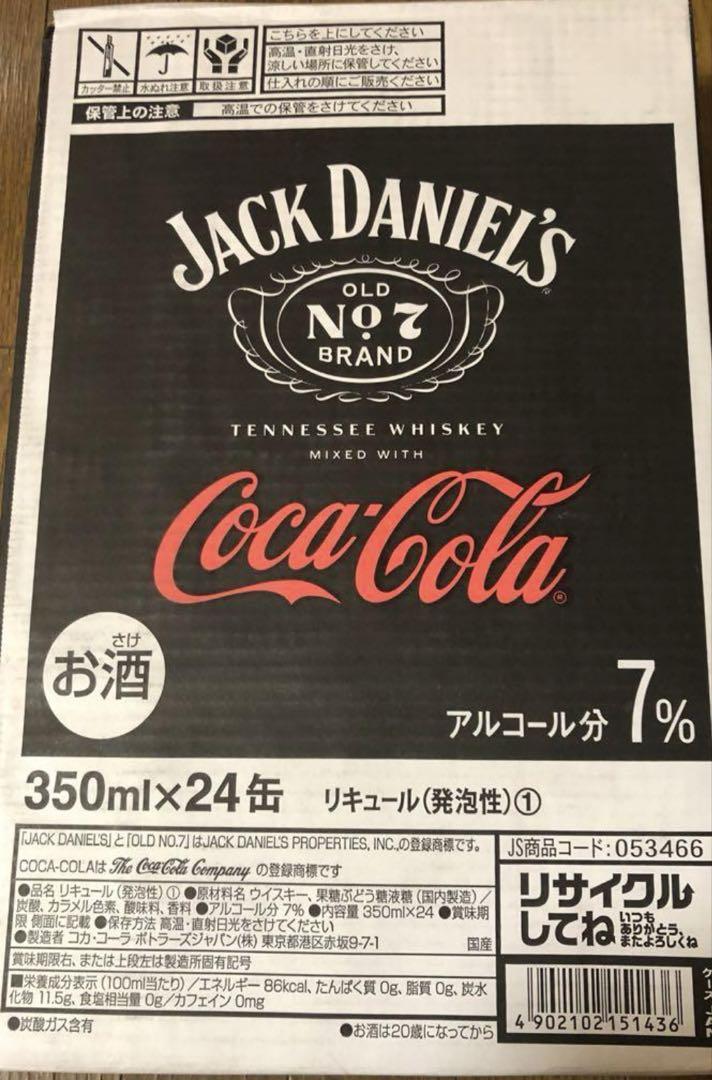 カッター禁止
水ぬれ注意
取扱注意
こちらを上にしてください
高温・直射日光をさけ、
涼しい場所に保管してください
仕入れの順にご販売ください
保管上の注意
高温での保管をさけてください
JACK DANIEL'S
OLD
No. 7
BRAND
TENNESSEE WHISKEY
MIXED WITH
Coca-Cola®
さけ
お酒
アルコール分 7%
350ml×24缶 リキュール(発泡性)①
「JACK DANIEL'S」と「OLD NO.7」はJACK DANIEL'S PROPERTIES, INC.の登録商標です。
COCA-COLAは The Coca-Cola Company の登録商標です
●品名 リキュール(発泡性)① ●原材料名 ウイスキー、果糖ぶどう糖液糖(国内製造)/
炭酸、カラメル色素、酸味料、香料 ●アルコール分 7% ●内容量 350ml×24 ●賞味期
限 側面に記載 ●保存方法 高温・直射日光をさけてください
●製造者 コカ・コーラ ボトラーズジャパン(株) 東京都港区赤坂9-7-1 国産
賞味期限右、または上段左は製造所固有記号
■栄養成分表示(100ml当たり)/エネルギー 86kcal、たんぱく質 0g、脂質 0g、炭水
化物 11.5g、食塩相当量 0g/カフェイン 0mg
●炭酸ガス含有
●お酒は20歳になってから
JS商品コード:053466
リサイクル
してね
いつも
ありがとう、
またよろしくね
4 902102 151436